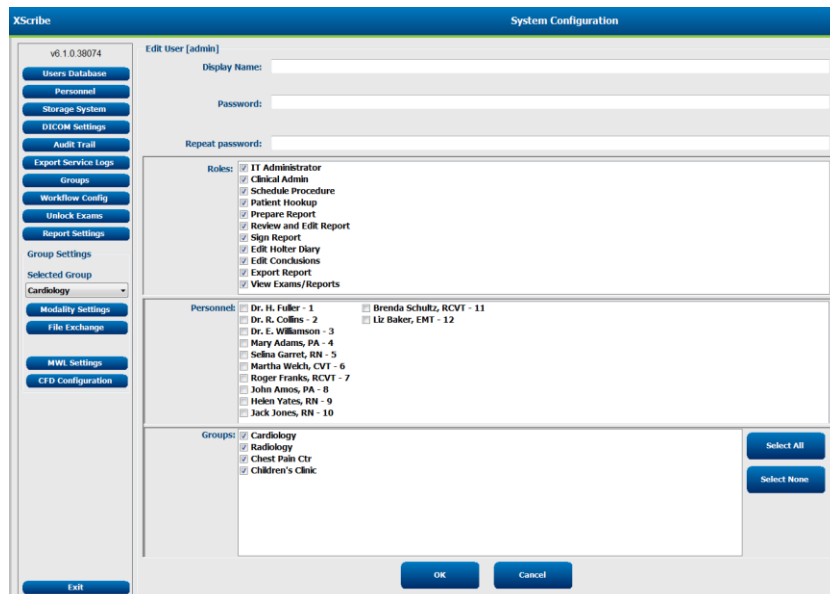 XScribe System Configuration
v6.1.0.38074
Users Database
Personnel
Storage System
DICOM Settings
Audit Trail
Export Service Logs
Groups
Workflow Config
Unlock Exams
Report Settings
Group Settings
Selected Group
Cardiology
Modality Settings
File Exchange
MWL Settings
CFD Configuration
Exit
Edit User [admin]
Display Name:
Password:
Repeat password:
Roles: IT Administrator
Clinical Admin
Schedule Procedure
Patient Hookup
Prepare Report
Review and Edit Report
Sign Report
Edit Holter Diary
Edit Conclusions
Export Report
View Exams/Reports
Personnel: Dr. H. Fuller - 1 Brenda Schultz, RCVT - 11
Dr. R. Collins - 2 Liz Baker, EMT - 12
Dr. E. Williamson - 3
Mary Adams, PA - 4
Selina Garret, RN - 5
Martha Welch, CVT - 6
Roger Franks, RCVT - 7
John Amos, PA - 8
Helen Yates, RN - 9
Jack Jones, RN - 10
Groups: Cardiology
Radiology
Chest Pain Ctr
Children's Clinic
Select All
Select None
OK Cancel